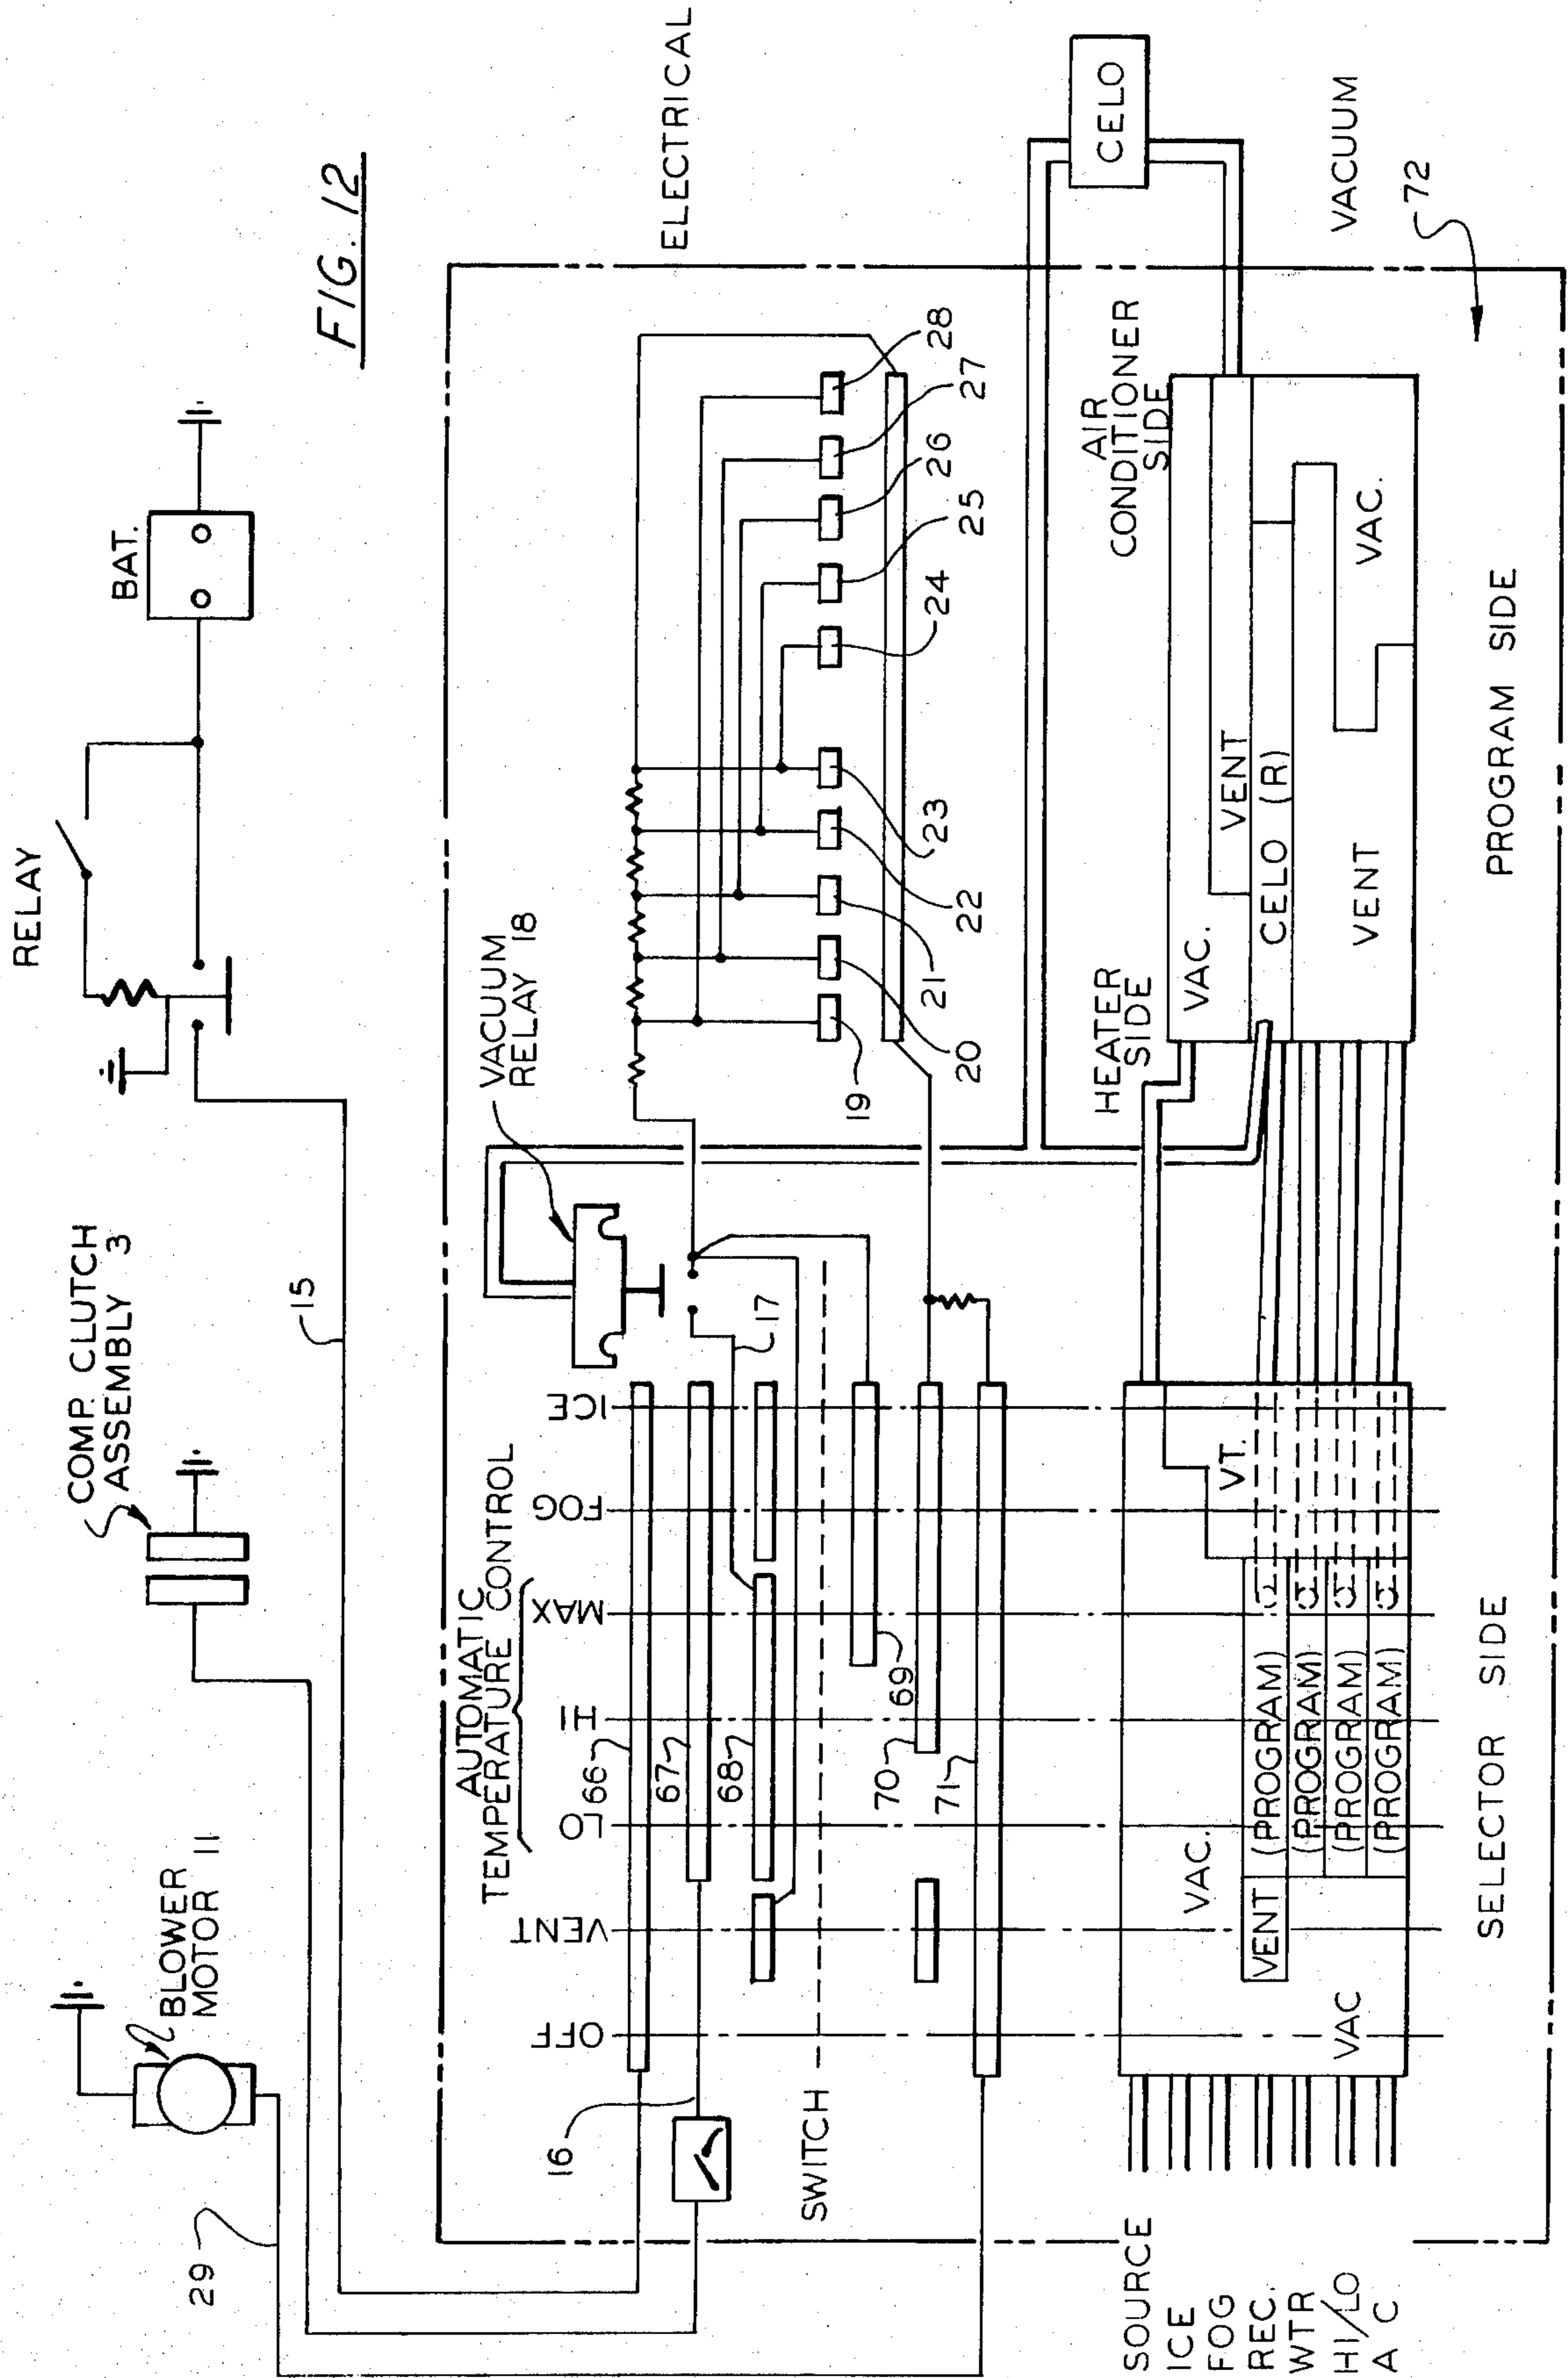 FIG. 12
RELAY
BAT.
COMP. CLUTCH
ASSEMBLY 3
BLOWER
MOTOR 11
15
29
ELECTRICAL
VACUUM
RELAY 18
AUTOMATIC
TEMPERATURE CONTROL
OFF
VENT
LO
HI
MAX
FOG
ICE
16
17
66
67
68
69
70
71
SWITCH
19
20
21
22
23
24
25
26
27
28
CELO
VACUUM
72
HEATER
SIDE
AIR
CONDITIONER
SIDE
VAC.
VENT
CELO (R)
VENT
VAC.
PROGRAM SIDE
VAC.
VT.
VENT
(PROGRAM)
(PROGRAM)
(PROGRAM)
(PROGRAM)
VAC
SELECTOR SIDE
SOURCE
ICE
FOG
REC.
WTR
HI/LO
A C